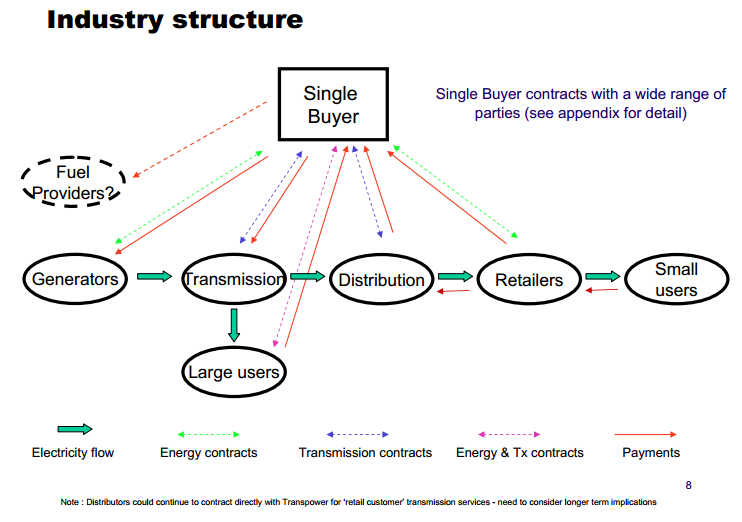 Industry structure
Single
Buyer
Single Buyer contracts with a wide range of
parties (see appendix for detail)
Fuel
Providers?
Generators
Transmission
Distribution
Retailers
Small
users
Large users
Electricity flow
Energy contracts
Transmission contracts
Energy & Tx contracts
Payments
8
Note : Distributors could continue to contract directly with Transpower for ‘retail customer’ transmission services - need to consider longer term implications